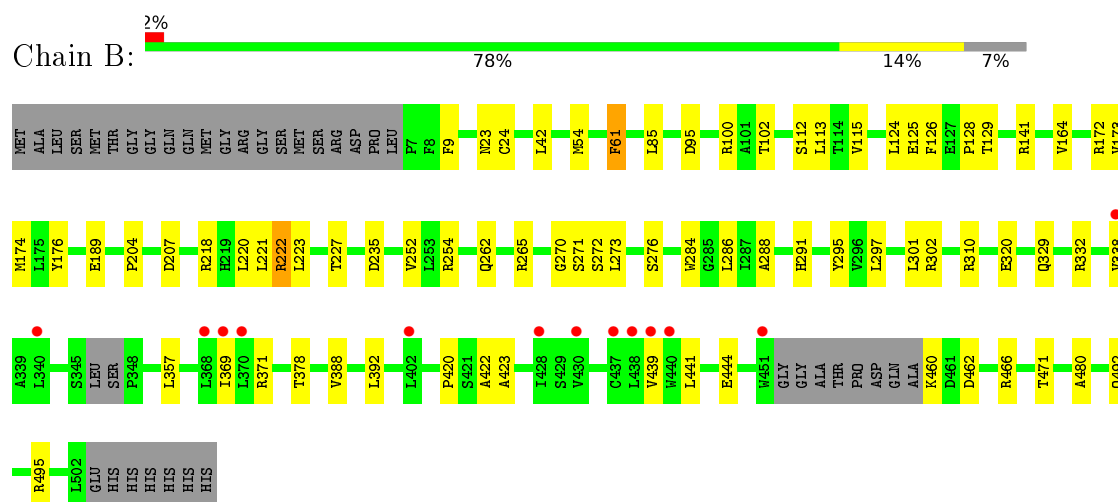 2%
Chain B:
78% 14% 7%
MET ALA LEU SER MET THR GLY GLY GLN GLN MET GLY ARG GLY SER MET SER ARG ASP PRO LEU P7 F8 F9 N23 C24 L42 M54 F61 L85 D95 R100 A101 T102 S112 L113 T114 V115 L124 E125 F126 E127 P128 T129 R141 V164 R172 V173
M174 L175 Y176 E189 P204 D207 R218 H219 L220 L221 R222 L223 T227 D235 V252 L253 R254 Q262 R265 G270 S271 S272 L273 S276 W284 G285 L286 I287 A288 H291 Y295 V296 L297 L301 R302 R310 E320 Q329 R332 V338
A339 L340 S345 LEU SER P348 L357 L368 I369 L370 R371 T378 V388 L392 L402 P420 S421 A422 A423 I428 S429 V430 C437 L438 V439 W440 L441 E444 W451 GLY GLY ALA THR PRO ASP GLN ALA K460 D461 D462 R466 T471 A480 Q492
R495 L502 GLU HIS HIS HIS HIS HIS HIS